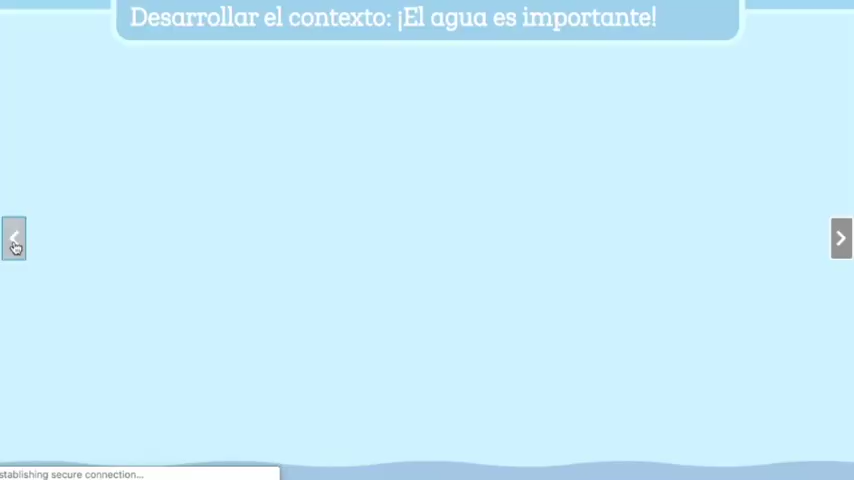 Desarrollar el contexto: ¡El agua es importante!
stablishing secure connection...